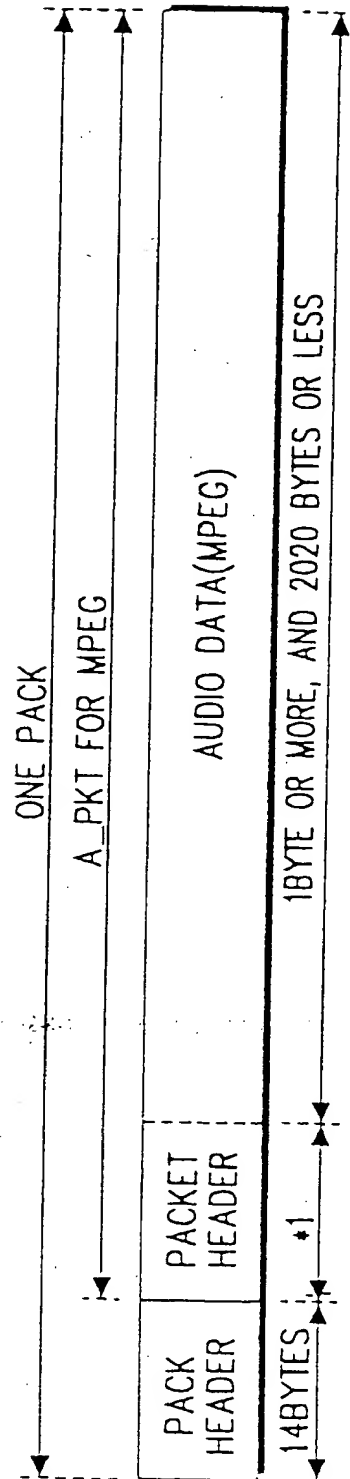 ONE PACK
A_PKT FOR MPEG
PACK
HEADER
PACKET
HEADER
AUDIO DATA(MPEG)
14BYTES
*1
1BYTE OR MORE, AND 2020 BYTES OR LESS